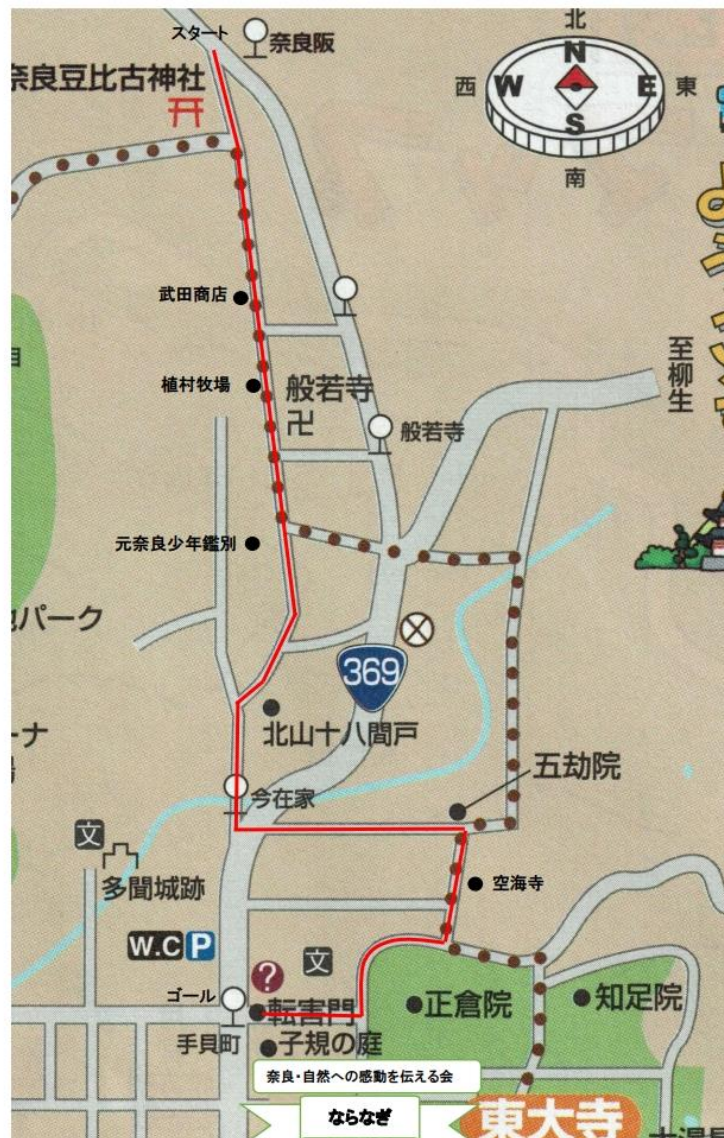 スタート
奈良阪
奈良豆比古神社
北
N
西
W
E
東
S
南
武田商店
植村牧場
般若寺
般若寺
至柳生
元奈良少年鑑別
パーク
369
北山十八間戸
ーナ
今在家
五劫院
文
多聞城跡
空海寺
W.C P
?
文
ゴール
転害門
正倉院
知足院
手貝町
子規の庭
奈良・自然への感動を伝える会
ならなぎ
東大寺